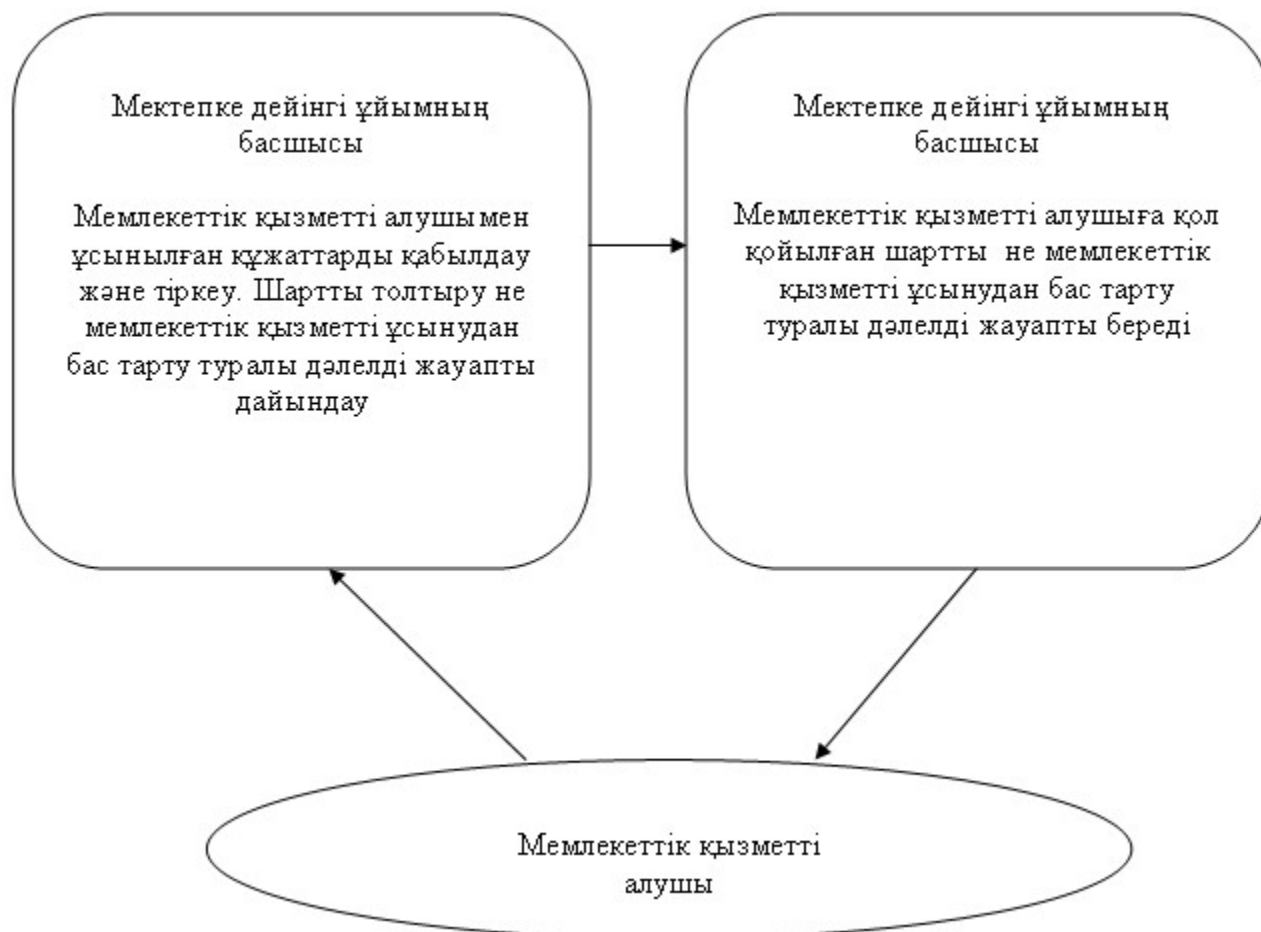 Мектепке дейінгі ұйымның
басшысы
Мемлекеттік қызметті алушымен
ұсынылған құжаттарды қабылдау
және тіркеу. Шартты толтыру не
мемлекеттік қызметті ұсынудан
бас тарту туралы дәлелді жауапты
дайындау
Мектепке дейінгі ұйымның
басшысы
Мемлекеттік қызметті алушыға қол
қойылған шартты не мемлекеттік
қызметті ұсынудан бас тарту
туралы дәлелді жауапты береді
Мемлекеттік қызметті
алушы